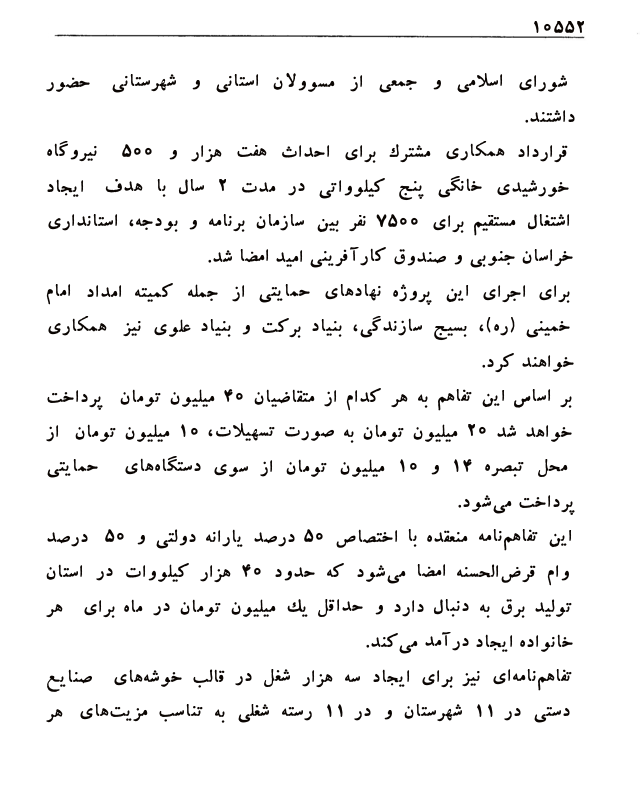 ۱۰۵۵۲
شورای اسلامی و جمعی از مسوولان استانی و شهرستانی حضور
داشتند.
قرارداد همکاری مشترك برای احداث هفت هزار و ۵۰۰ نیروگاه
خورشیدی خانگی پنج کیلوواتی در مدت ۲ سال با هدف ایجاد
اشتغال مستقیم برای ۷۵۰۰ نفر بین سازمان برنامه و بودجه، استانداری
خراسان جنوبی و صندوق کارآفرینی امید امضا شد.
برای اجرای این پروژه نهادهای حمایتی از جمله کمیته امداد امام
خمینی (ره)، بسیج سازندگی، بنیاد برکت و بنیاد علوی نیز همکاری
خواهند کرد.
بر اساس این تفاهم به هر کدام از متقاضیان ۴۰ میلیون تومان پرداخت
خواهد شد ۲۰ میلیون تومان به صورت تسهیلات، ۱۰ میلیون تومان از
محل تبصره ۱۴ و ۱۰ میلیون تومان از سوی دستگاه‌های حمایتی
پرداخت می‌شود.
این تفاهم‌نامه منعقده با اختصاص ۵۰ درصد یارانه دولتی و ۵۰ درصد
وام قرض‌الحسنه امضا می‌شود که حدود ۴۰ هزار کیلووات در استان
تولید برق به دنبال دارد و حداقل یك میلیون تومان در ماه برای هر
خانواده ایجاد درآمد می‌کند.
تفاهم‌نامه‌ای نیز برای ایجاد سه هزار شغل در قالب خوشه‌های صنایع
دستی در ۱۱ شهرستان و در ۱۱ رسته شغلی به تناسب مزیت‌های هر